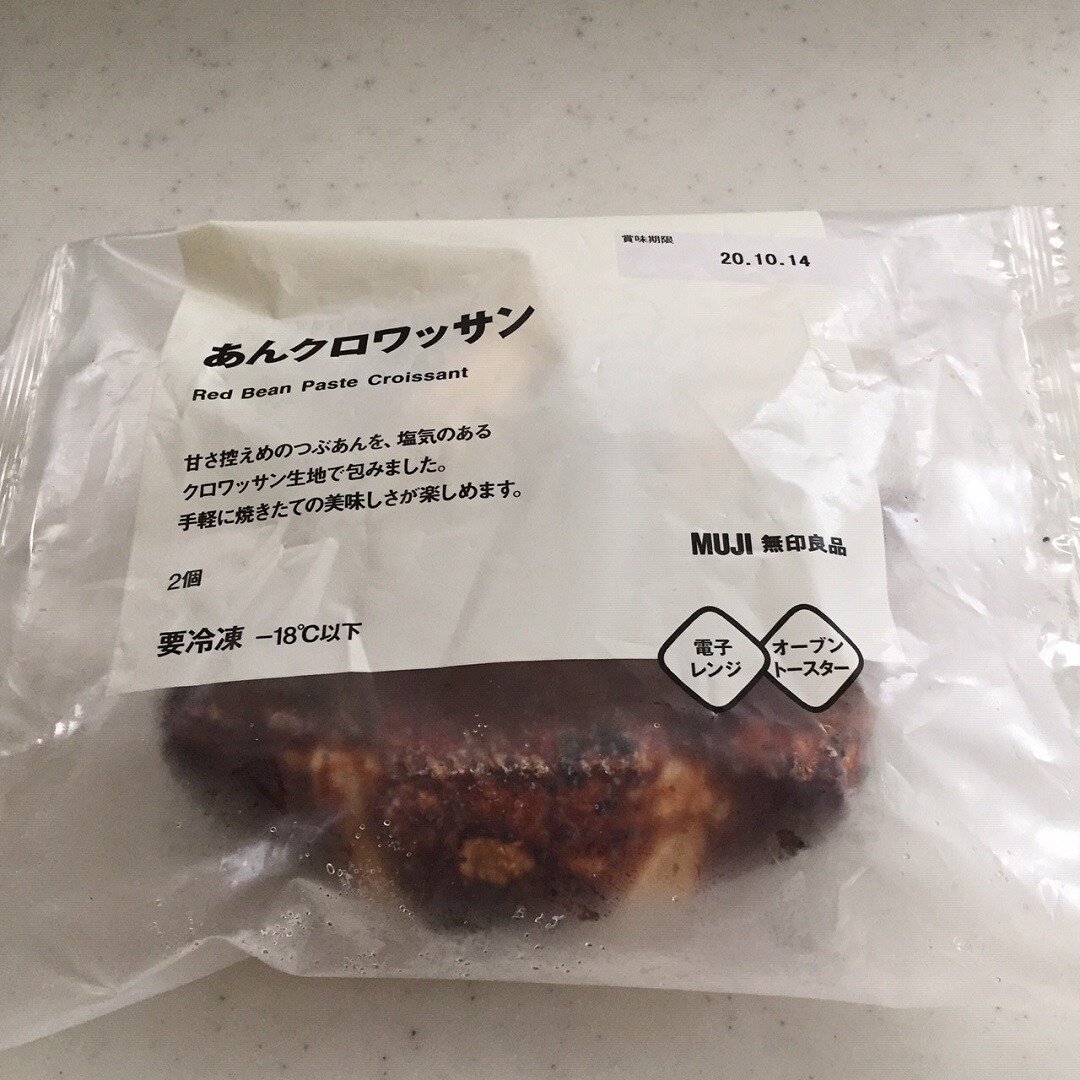 賞味期限
20.10.14
あんクロワッサン
Red Bean Paste Croissant
甘さ控えめのつぶあんを、塩気のある
クロワッサン生地で包みました。
手軽に焼きたての美味しさが楽しめます。
MUJI 無印良品
2個
要冷凍 −18℃以下
電子
レンジ
オーブン
トースター